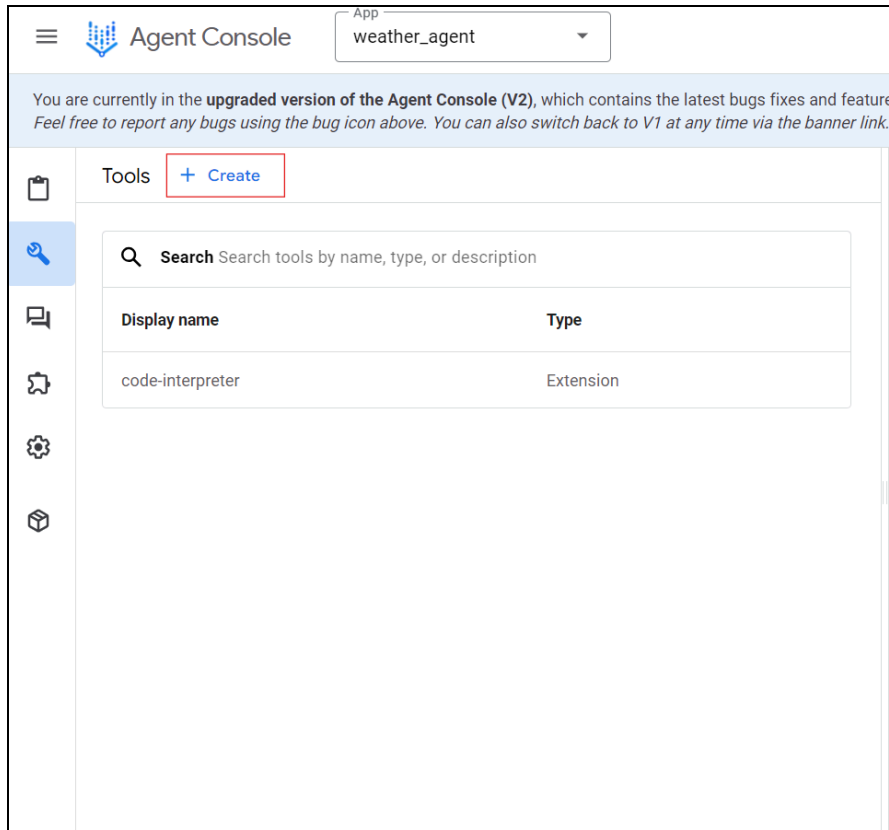 App
Agent Console
weather_agent
You are currently in the upgraded version of the Agent Console (V2), which contains the latest bugs fixes and feature
Feel free to report any bugs using the bug icon above. You can also switch back to V1 at any time via the banner link.
Tools + Create
Search Search tools by name, type, or description
Display name Type
code-interpreter Extension